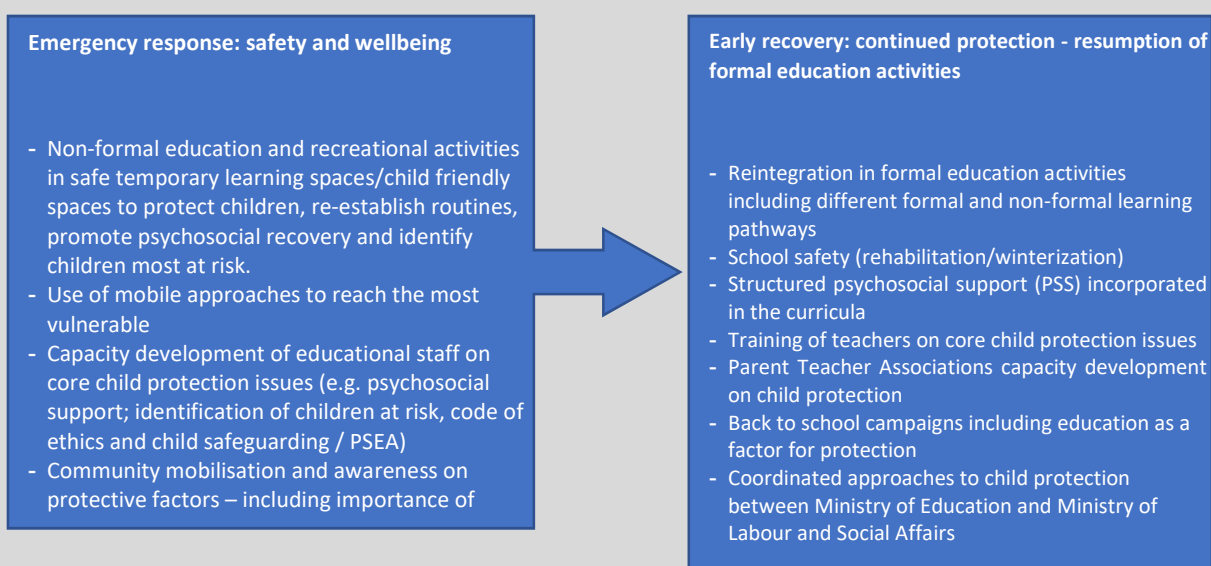 Emergency response: safety and wellbeing
- Non-formal education and recreational activities
in safe temporary learning spaces/child friendly
spaces to protect children, re-establish routines,
promote psychosocial recovery and identify
children most at risk.
- Use of mobile approaches to reach the most
vulnerable
- Capacity development of educational staff on
core child protection issues (e.g. psychosocial
support; identification of children at risk, code of
ethics and child safeguarding / PSEA)
- Community mobilisation and awareness on
protective factors – including importance of
Early recovery: continued protection - resumption of
formal education activities
- Reintegration in formal education activities
including different formal and non-formal learning
pathways
- School safety (rehabilitation/winterization)
- Structured psychosocial support (PSS) incorporated
in the curricula
- Training of teachers on core child protection issues
- Parent Teacher Associations capacity development
on child protection
- Back to school campaigns including education as a
factor for protection
- Coordinated approaches to child protection
between Ministry of Education and Ministry of
Labour and Social Affairs